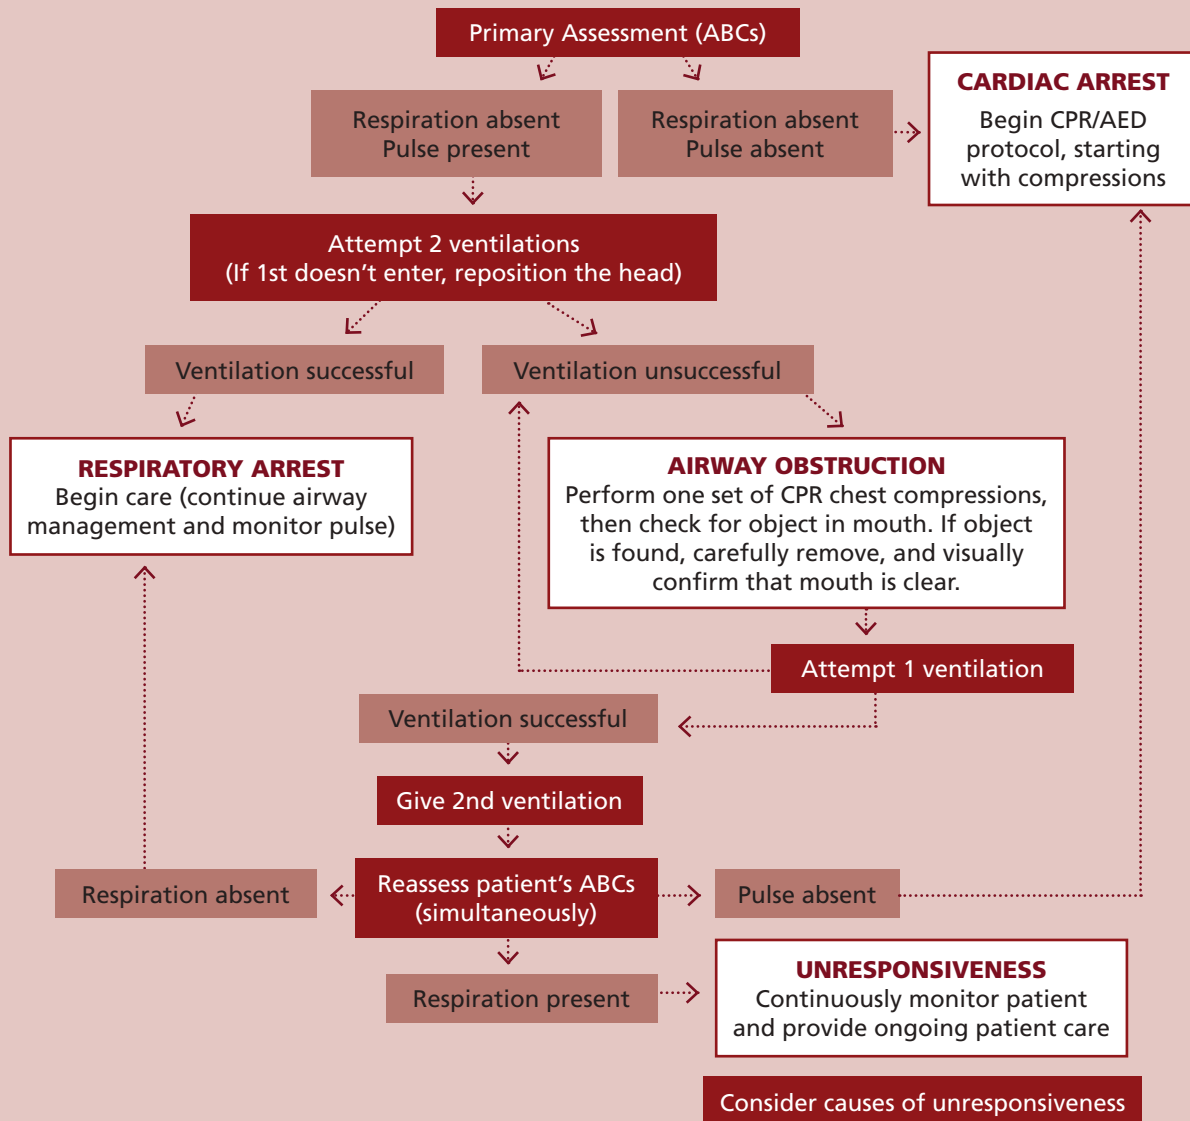 Primary Assessment (ABCs)
CARDIAC ARREST
Begin CPR/AED
protocol, starting
with compressions
Respiration absent
Pulse present
Respiration absent
Pulse absent
Attempt 2 ventilations
(If 1st doesn’t enter, reposition the head)
Ventilation successful
Ventilation unsuccessful
RESPIRATORY ARREST
Begin care (continue airway
management and monitor pulse)
AIRWAY OBSTRUCTION
Perform one set of CPR chest compressions,
then check for object in mouth. If object
is found, carefully remove, and visually
confirm that mouth is clear.
Attempt 1 ventilation
Ventilation successful
Give 2nd ventilation
Respiration absent
Reassess patient’s ABCs
(simultaneously)
Pulse absent
Respiration present
UNRESPONSIVENESS
Continuously monitor patient
and provide ongoing patient care
Consider causes of unresponsiveness